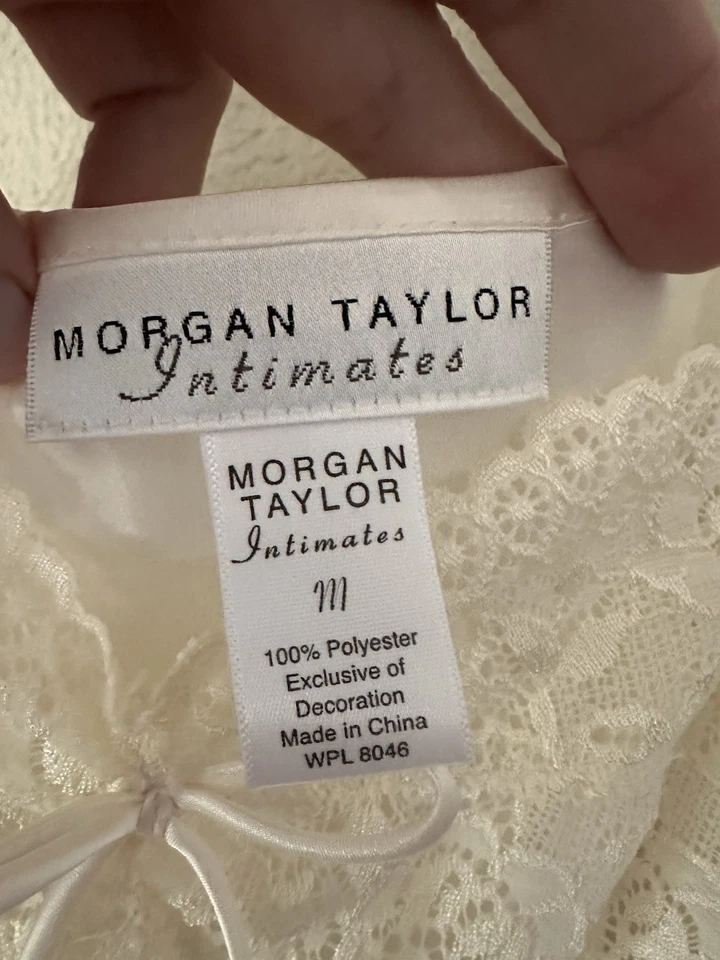 MORGAN TAYLOR
Intimates
MORGAN
TAYLOR
Intimates
M
100% Polyester
Exclusive of
Decoration
Made in China
WPL 8046